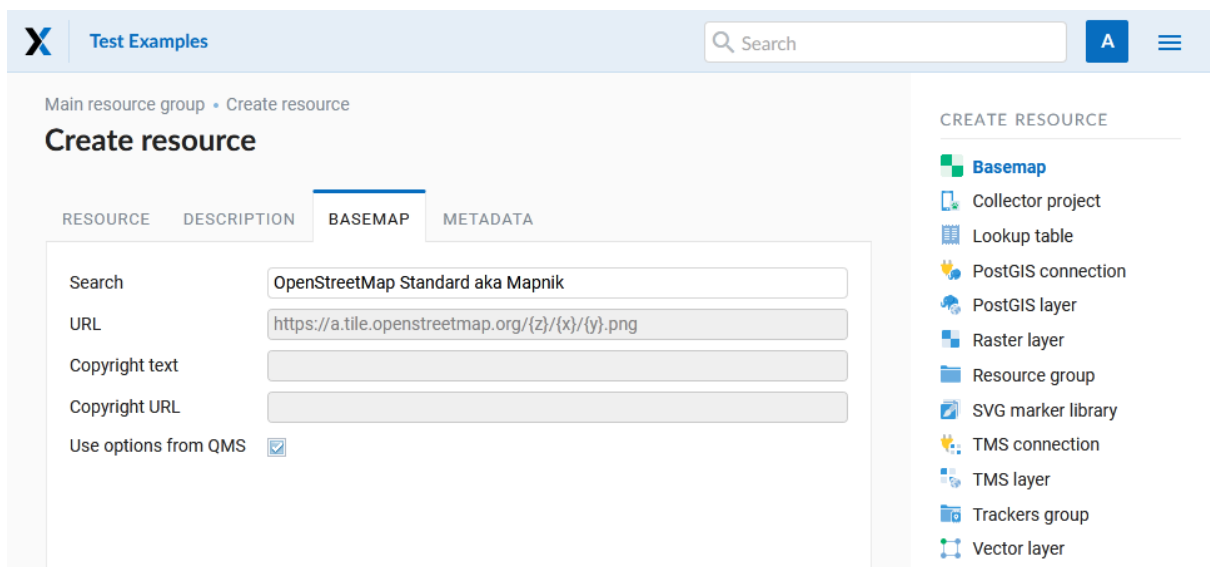 Test Examples
Search
A
Main resource group • Create resource
Create resource
RESOURCE DESCRIPTION BASEMAP METADATA
Search OpenStreetMap Standard aka Mapnik
URL https://a.tile.openstreetmap.org/{z}/{x}/{y}.png
Copyright text
Copyright URL
Use options from QMS
CREATE RESOURCE
Basemap
Collector project
Lookup table
PostGIS connection
PostGIS layer
Raster layer
Resource group
SVG marker library
TMS connection
TMS layer
Trackers group
Vector layer